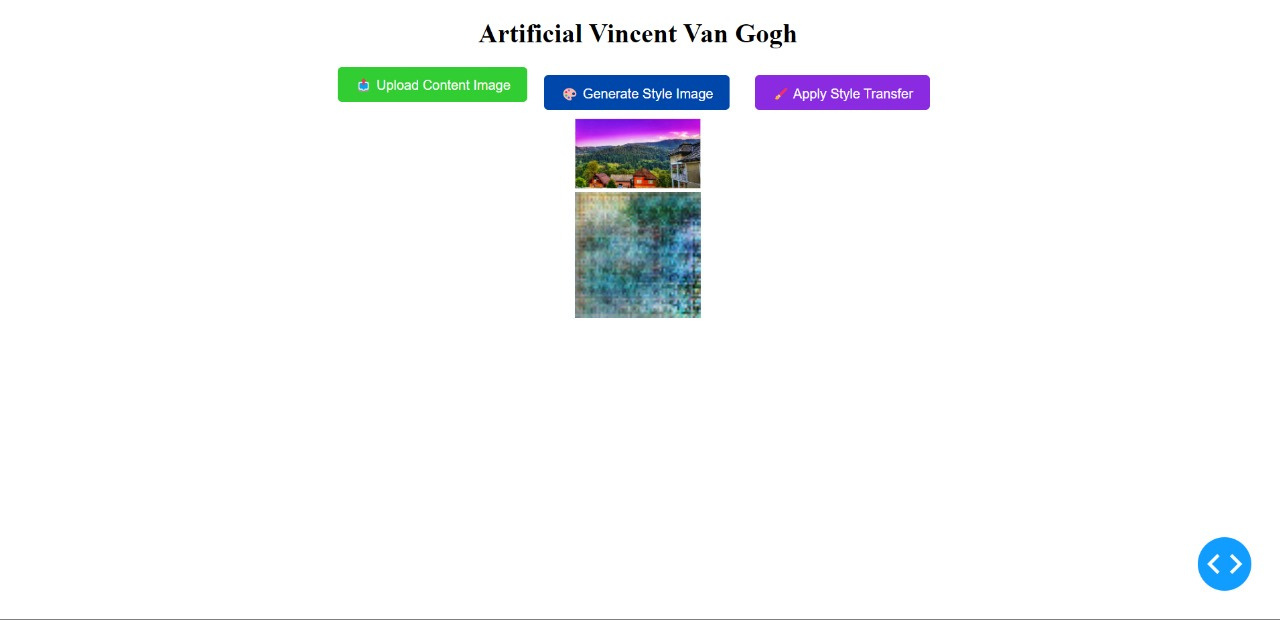 Artificial Vincent Van Gogh
📩 Upload Content Image
🎨 Generate Style Image
🖌️ Apply Style Transfer